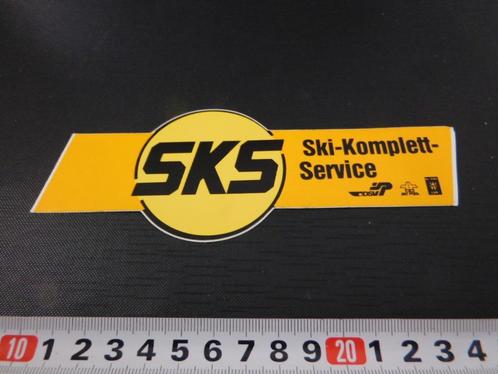 SKS
Ski-Komplett-
Service
DSV
10 1 2 3 4 5 6 7 8 9 20 1 2 3 4